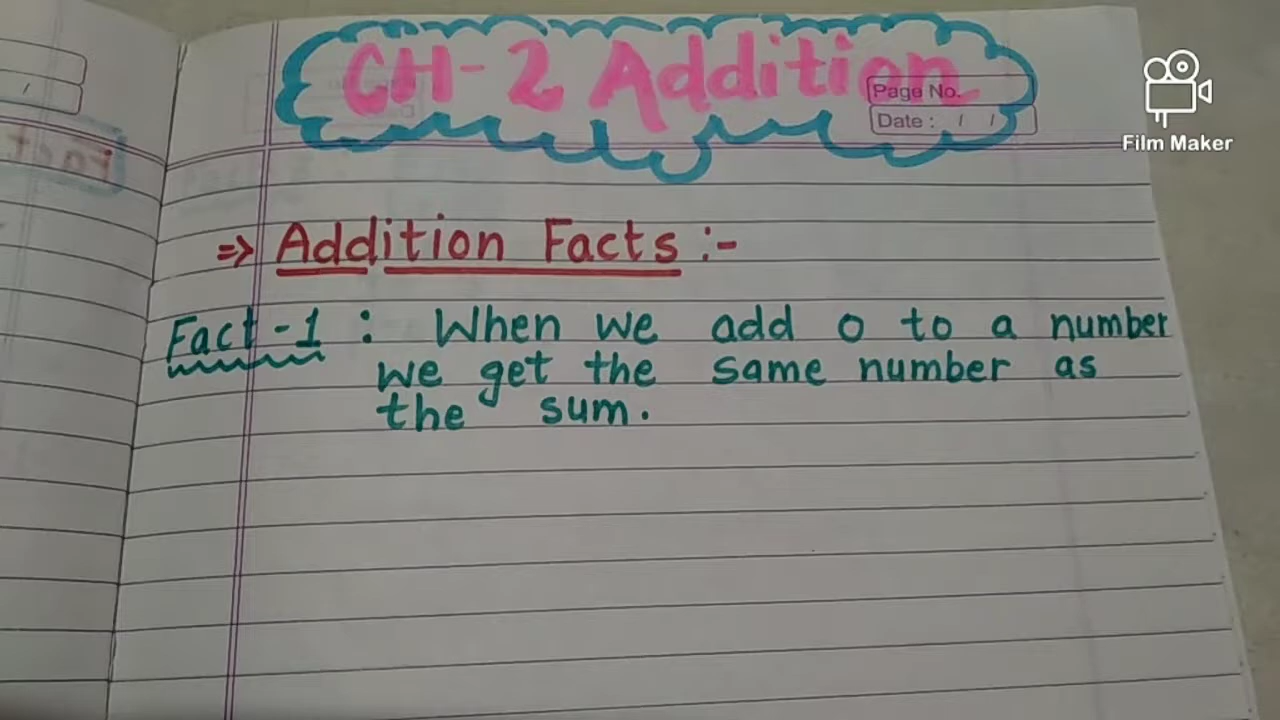 CH-2 Addition
Page No.
Date : / /
Film Maker
=> Addition Facts :-
Fact-1 : When we add 0 to a number
we get the same number as
the sum.